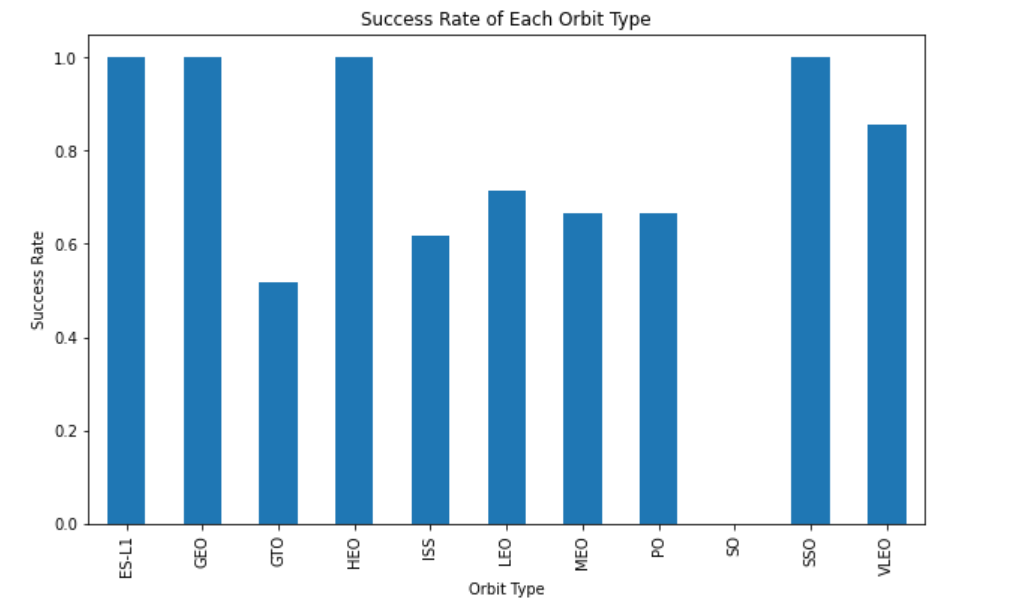 Success Rate of Each Orbit Type
1.0
0.8
0.6
0.4
0.2
0.0
Success Rate
ES-L1
GEO
GTO
HEO
ISS
LEO
MEO
PO
SO
SSO
VLEO
Orbit Type